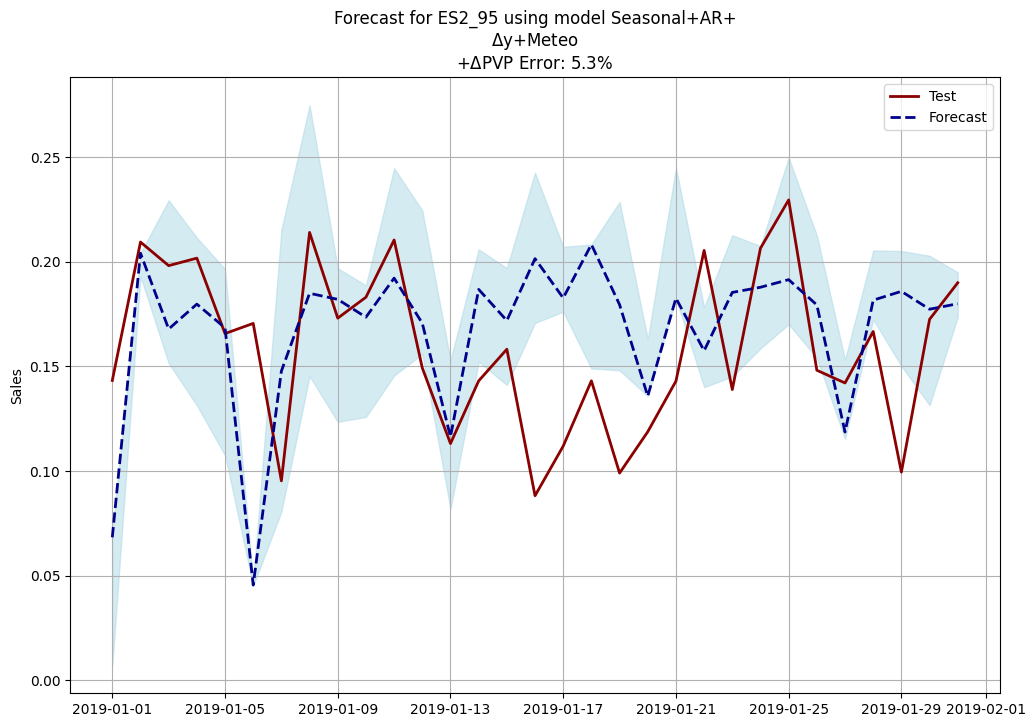 Forecast for ES2_95 using model Seasonal+AR+
Δy+Meteo
+ΔPVP Error: 5.3%
Test
Forecast
Sales
0.25
0.20
0.15
0.10
0.05
0.00
2019-01-01 2019-01-05 2019-01-09 2019-01-13 2019-01-17 2019-01-21 2019-01-25 2019-01-29 2019-02-01